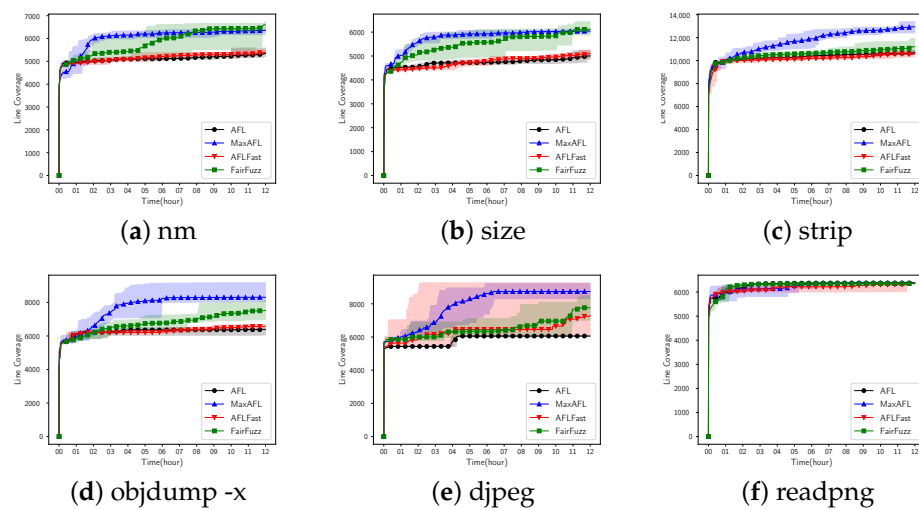 7000
6000
5000
4000
3000
2000
1000
0
Line Coverage
00 01 02 03 04 05 06 07 08 09 10 11 12
Time(hour)
AFL
MaxAFL
AFLFast
FairFuzz
(a) nm
7000
6000
5000
4000
3000
2000
1000
0
Line Coverage
00 01 02 03 04 05 06 07 08 09 10 11 12
Time(hour)
AFL
MaxAFL
AFLFast
FairFuzz
(b) size
14,000
12,000
10,000
8000
6000
4000
2000
0
Line Coverage
00 01 02 03 04 05 06 07 08 09 10 11 12
Time(hour)
AFL
MaxAFL
AFLFast
FairFuzz
(c) strip
8000
6000
4000
2000
0
Line Coverage
00 01 02 03 04 05 06 07 08 09 10 11 12
Time(hour)
AFL
MaxAFL
AFLFast
FairFuzz
(d) objdump -x
8000
6000
4000
2000
0
Line Coverage
00 01 02 03 04 05 06 07 08 09 10 11 12
Time(hour)
AFL
MaxAFL
AFLFast
FairFuzz
(e) djpeg
6000
5000
4000
3000
2000
1000
0
Line Coverage
00 01 02 03 04 05 06 07 08 09 10 11 12
Time(hour)
AFL
MaxAFL
AFLFast
FairFuzz
(f) readpng